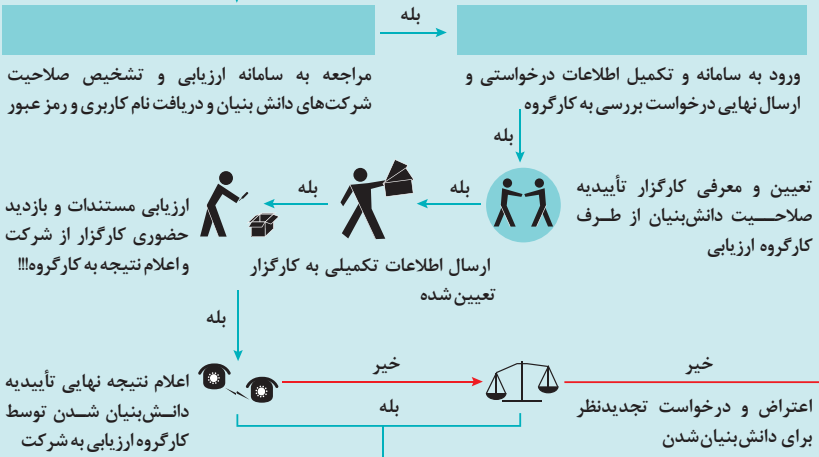 بله
مراجعه به سامانه ارزیابی و تشخیص صلاحیت
شرکت‌های دانش بنیان و دریافت نام کاربری و رمز عبور
ورود به سامانه و تکمیل اطلاعات درخواستی و
ارسال نهایی درخواست بررسی به کارگروه
بله
تعیین و معرفی کارگزار تأییدیه
صلاحیت دانش‌بنیان از طرف
کارگروه ارزیابی
بله
ارسال اطلاعات تکمیلی به کارگزار
تعیین‌شده
بله
ارزیابی مستندات و بازدید
حضوری کارگزار از شرکت
و اعلام نتیجه به کارگروه!!!
بله
اعلام نتیجه نهایی تأییدیه
دانش‌بنیان شدن توسط
کارگروه ارزیابی به شرکت
خیر
بله
خیر
اعتراض و درخواست تجدیدنظر
برای دانش‌بنیان‌شدن